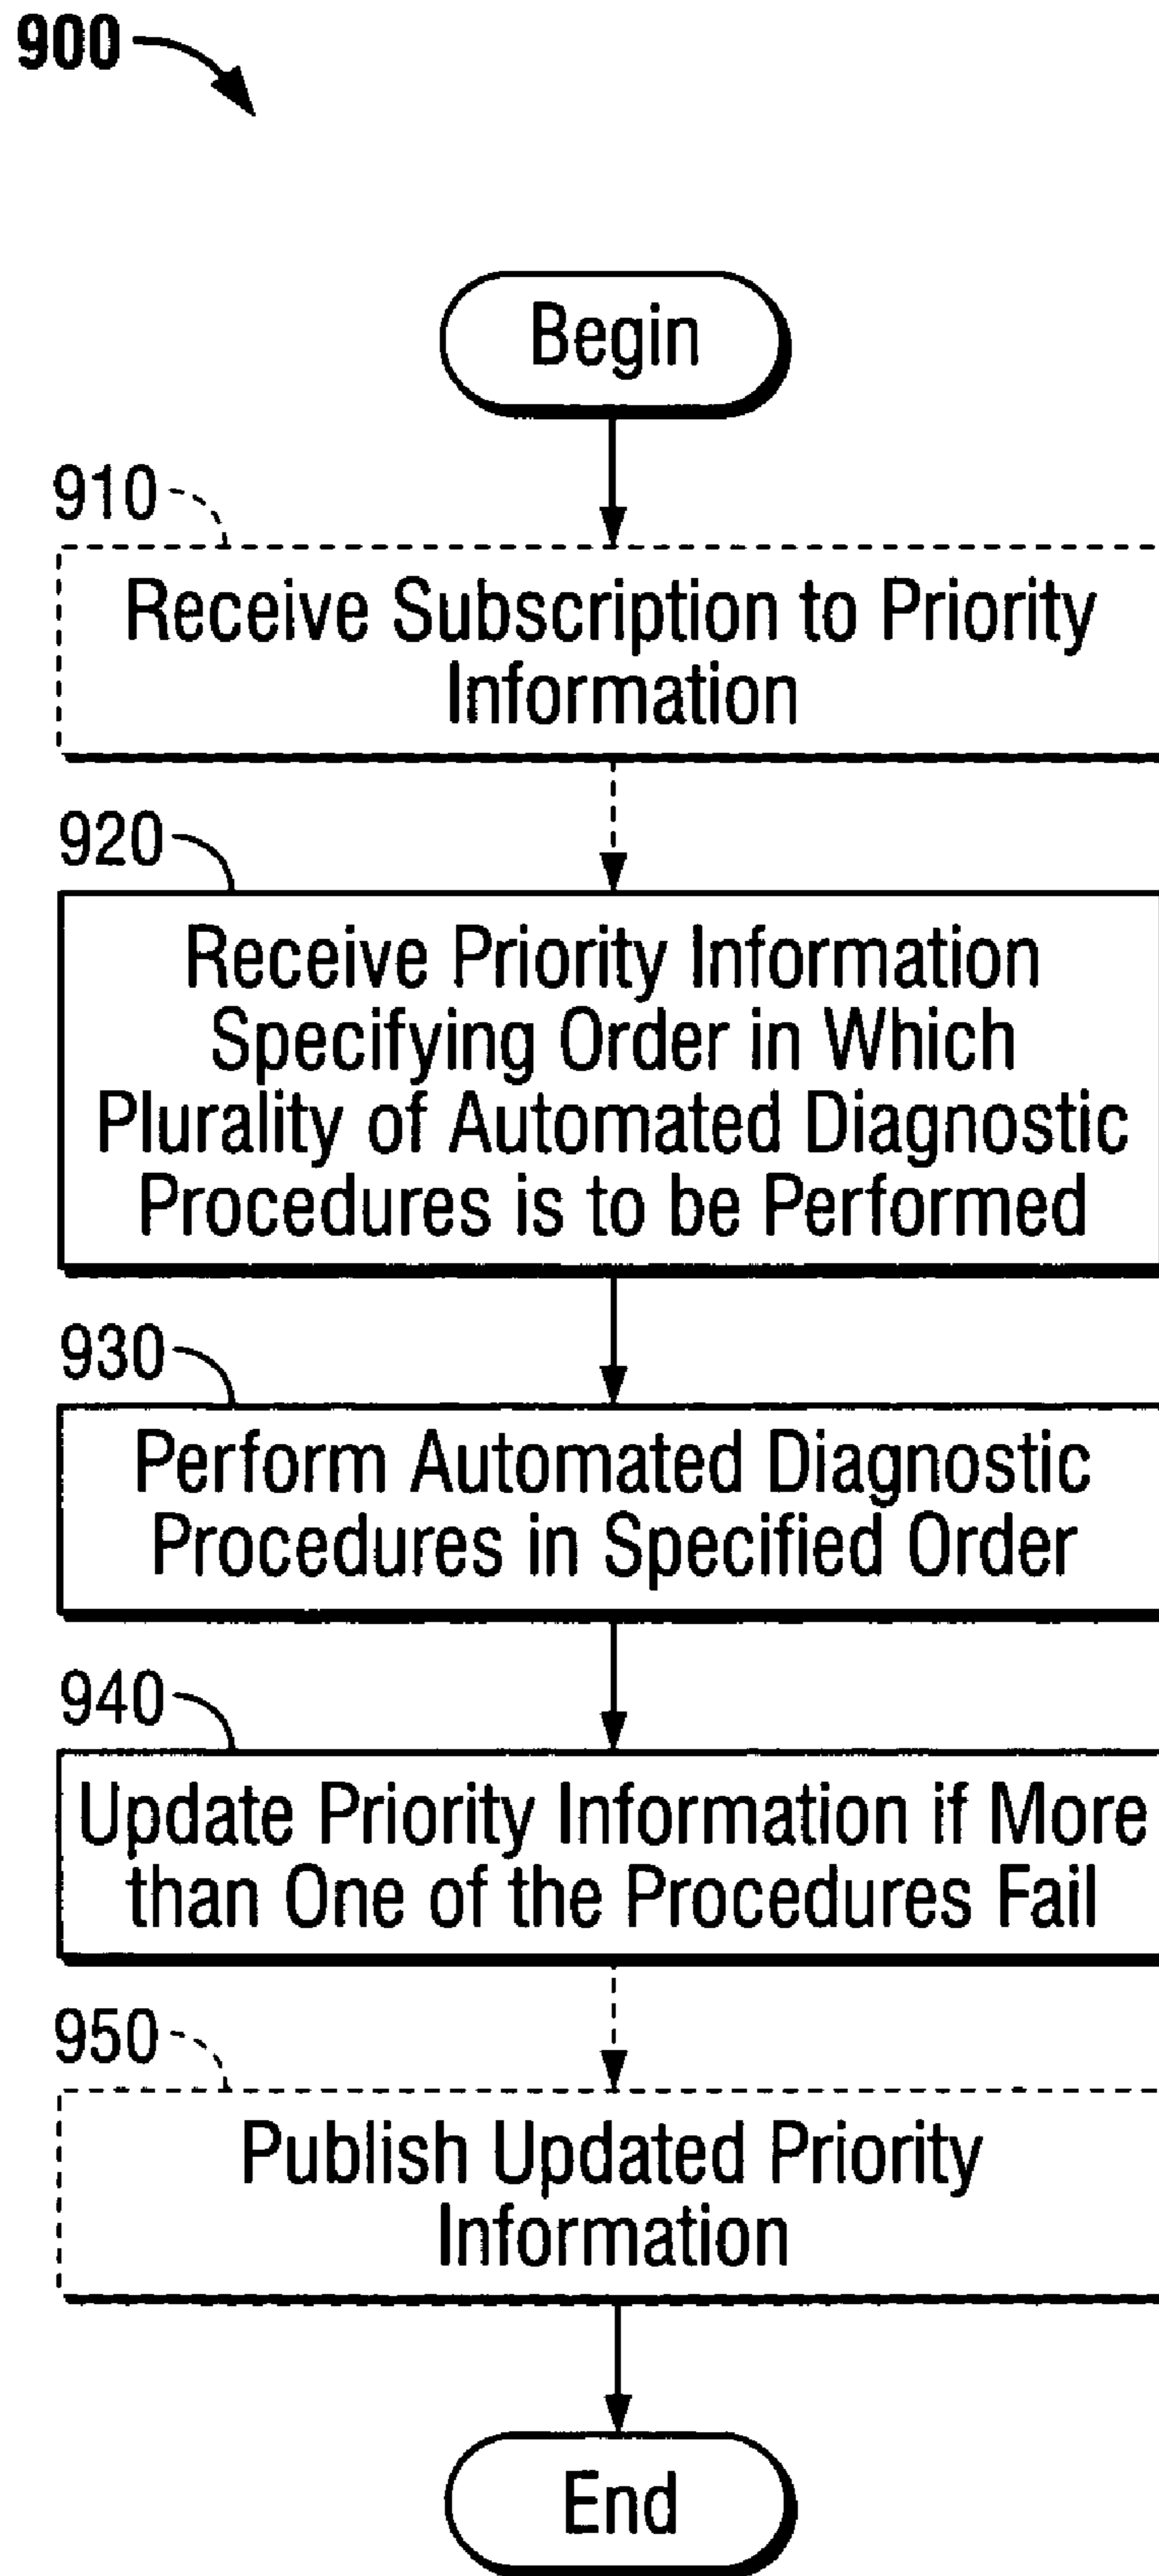 900
Begin
910
Receive Subscription to Priority
Information
920
Receive Priority Information
Specifying Order in Which
Plurality of Automated Diagnostic
Procedures is to be Performed
930
Perform Automated Diagnostic
Procedures in Specified Order
940
Update Priority Information if More
than One of the Procedures Fail
950
Publish Updated Priority
Information
End